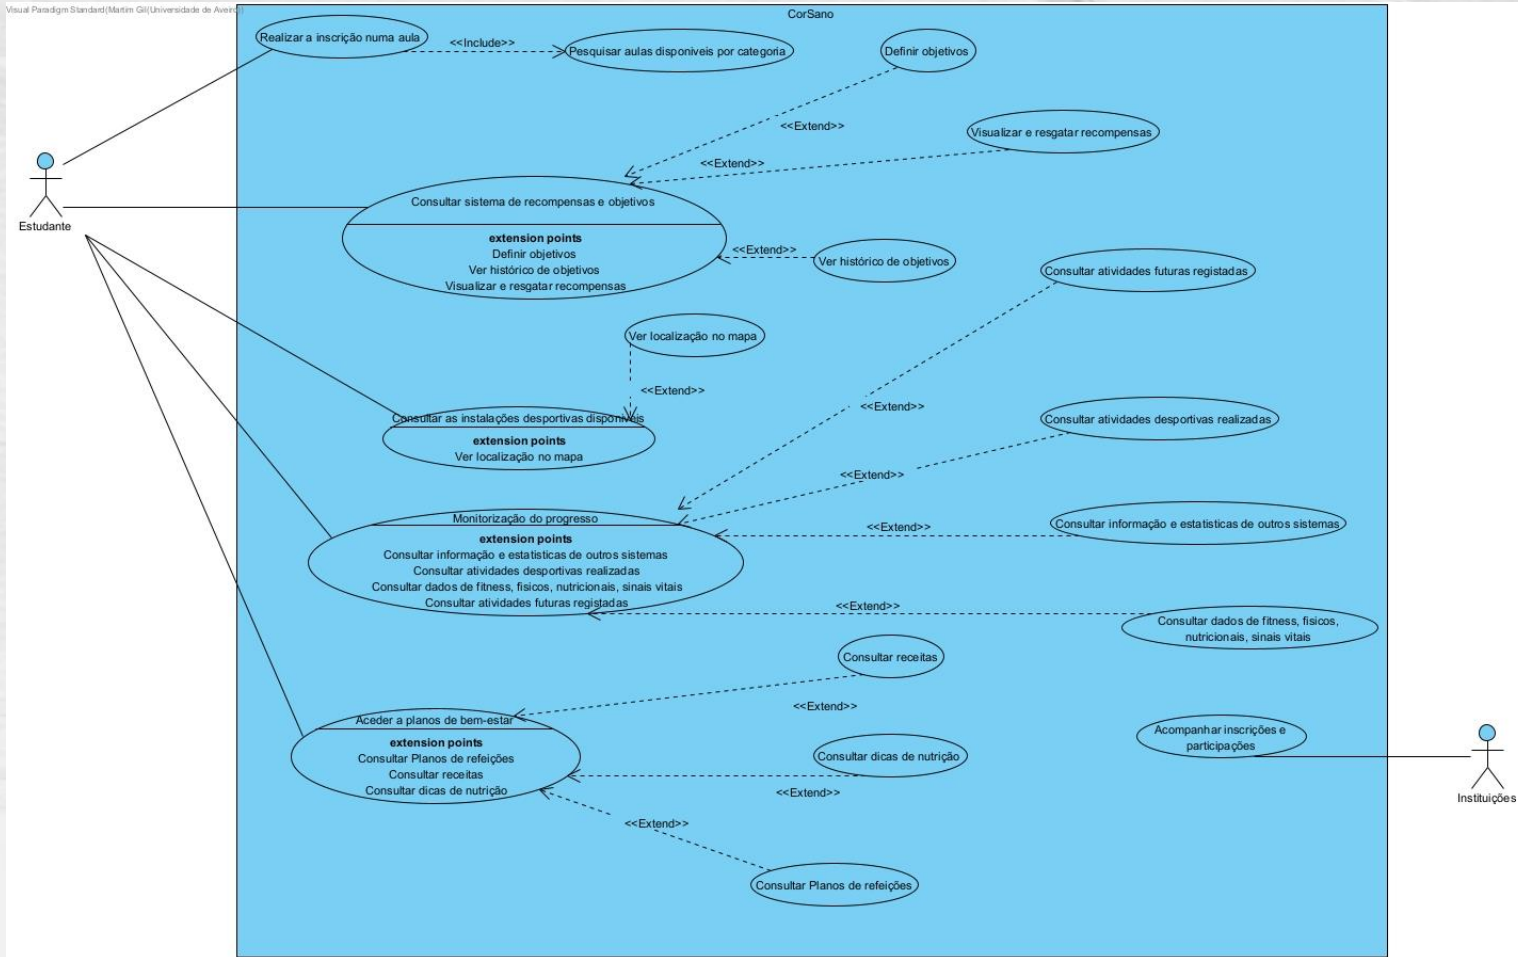 Visual Paradigm Standard(Martim Gil(Universidade de Aveiro))
CorSano
Realizar a inscrição numa aula
<<Include>>
Pesquisar aulas disponiveis por categoria
Definir objetivos
<<Extend>>
Visualizar e resgatar recompensas
<<Extend>>
Estudante
Consultar sistema de recompensas e objetivos
extension points
Definir objetivos
Ver histórico de objetivos
Visualizar e resgatar recompensas
<<Extend>>
Ver histórico de objetivos
Consultar atividades futuras registadas
Ver localização no mapa
<<Extend>>
<<Extend>>
Consultar as instalações desportivas disponíveis
extension points
Ver localização no mapa
Consultar atividades desportivas realizadas
<<Extend>>
Monitorização do progresso
extension points
Consultar informação e estatisticas de outros sistemas
Consultar atividades desportivas realizadas
Consultar dados de fitness, fisicos, nutricionais, sinais vitais
Consultar atividades futuras registadas
<<Extend>>
Consultar informação e estatisticas de outros sistemas
<<Extend>>
Consultar dados de fitness, fisicos,
nutricionais, sinais vitais
Consultar receitas
<<Extend>>
Aceder a planos de bem-estar
extension points
Consultar Planos de refeições
Consultar receitas
Consultar dicas de nutrição
Consultar dicas de nutrição
<<Extend>>
<<Extend>>
Consultar Planos de refeições
Acompanhar inscrições e
participações
Instituições